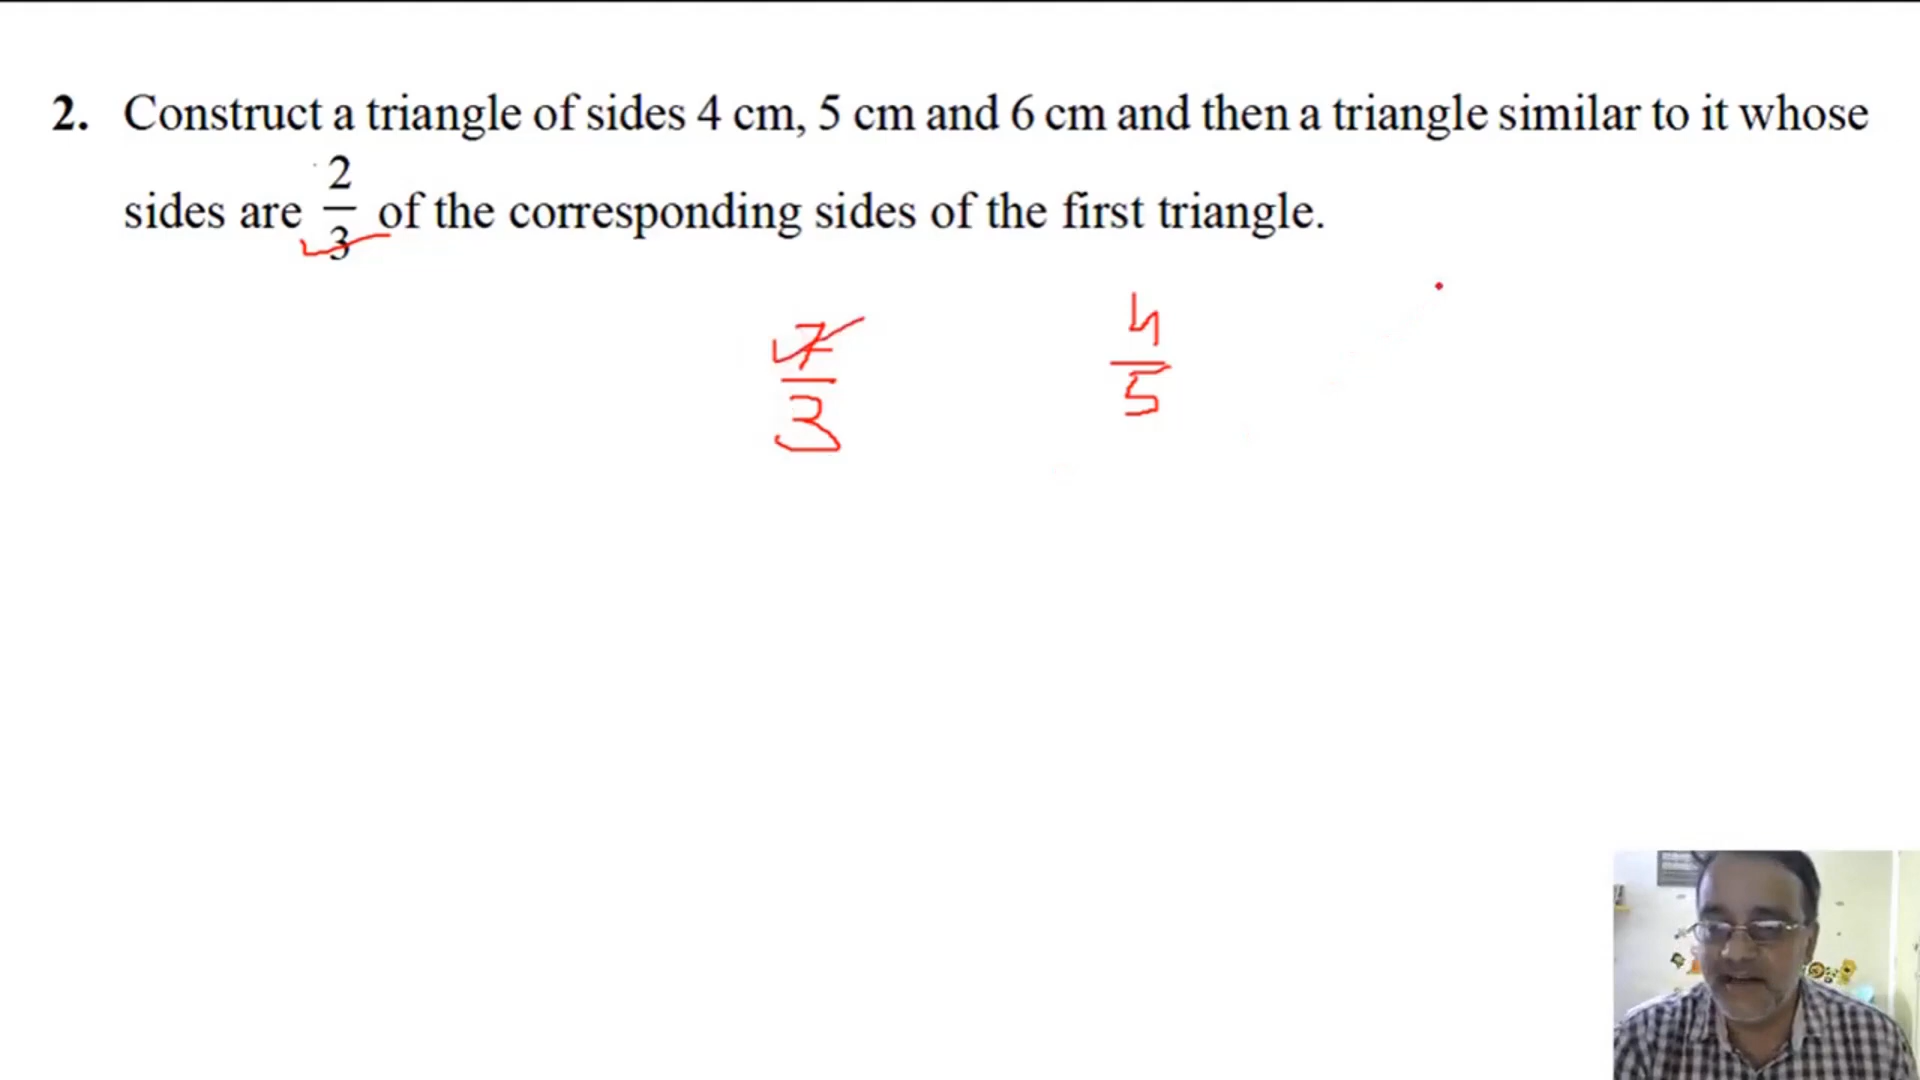 2. Construct a triangle of sides 4 cm, 5 cm and 6 cm and then a triangle similar to it whose
sides are 2/3 of the corresponding sides of the first triangle.
7/3 4/5